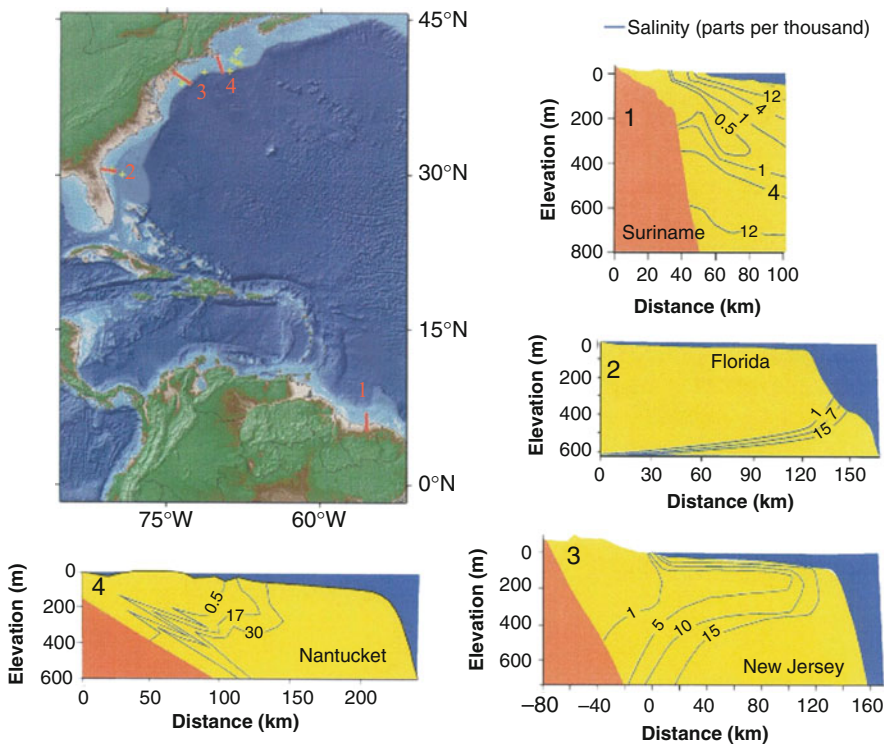 45°N
30°N
15°N
0°N
75°W
60°W
1
2
3
4
Salinity (parts per thousand)
Elevation (m)
0
200
400
600
800
1
12
4
1
0.5
1
4
12
Suriname
0 20 40 60 80 100
Distance (km)
Elevation (m)
0
200
400
600
2
Florida
1
7
15
0 30 60 90 120 150
Distance (km)
Elevation (m)
0
200
400
600
4
0.5
17
30
Nantucket
0 50 100 150 200
Distance (km)
Elevation (m)
0
200
400
600
3
1
5
10
15
New Jersey
−80 −40 0 40 80 120 160
Distance (km)